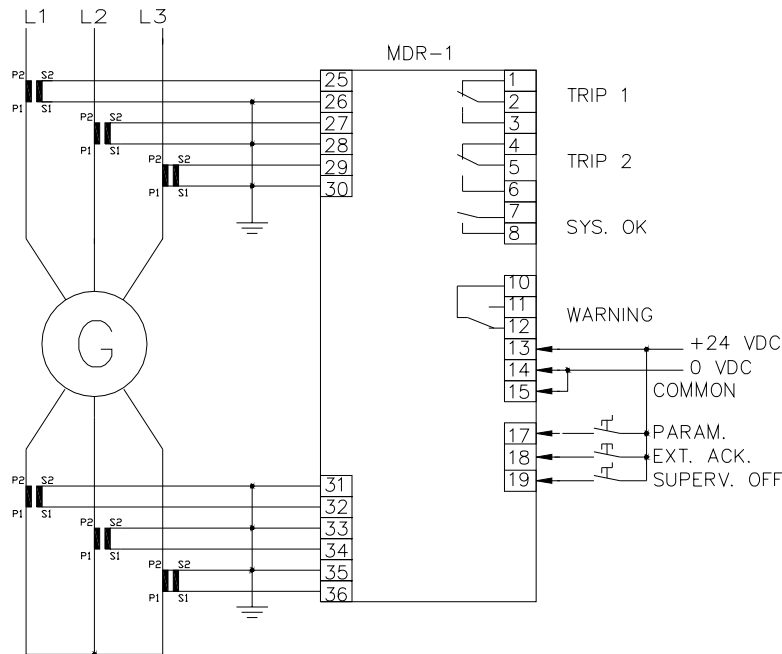 L1 L2 L3
MDR-1
P2 S2
P1 S1
P2 S2
P1 S1
P2 S2
P1 S1
25
26
27
28
29
30
1
2
3
TRIP 1
4
5
6
TRIP 2
7
8
SYS. OK
G
10
11
12
WARNING
13
+24 VDC
14
0 VDC
15
COMMON
17
PARAM.
18
EXT. ACK.
19
SUPERV. OFF
P2 S2
P1 S1
P2 S2
P1 S1
P2 S2
P1 S1
31
32
33
34
35
36